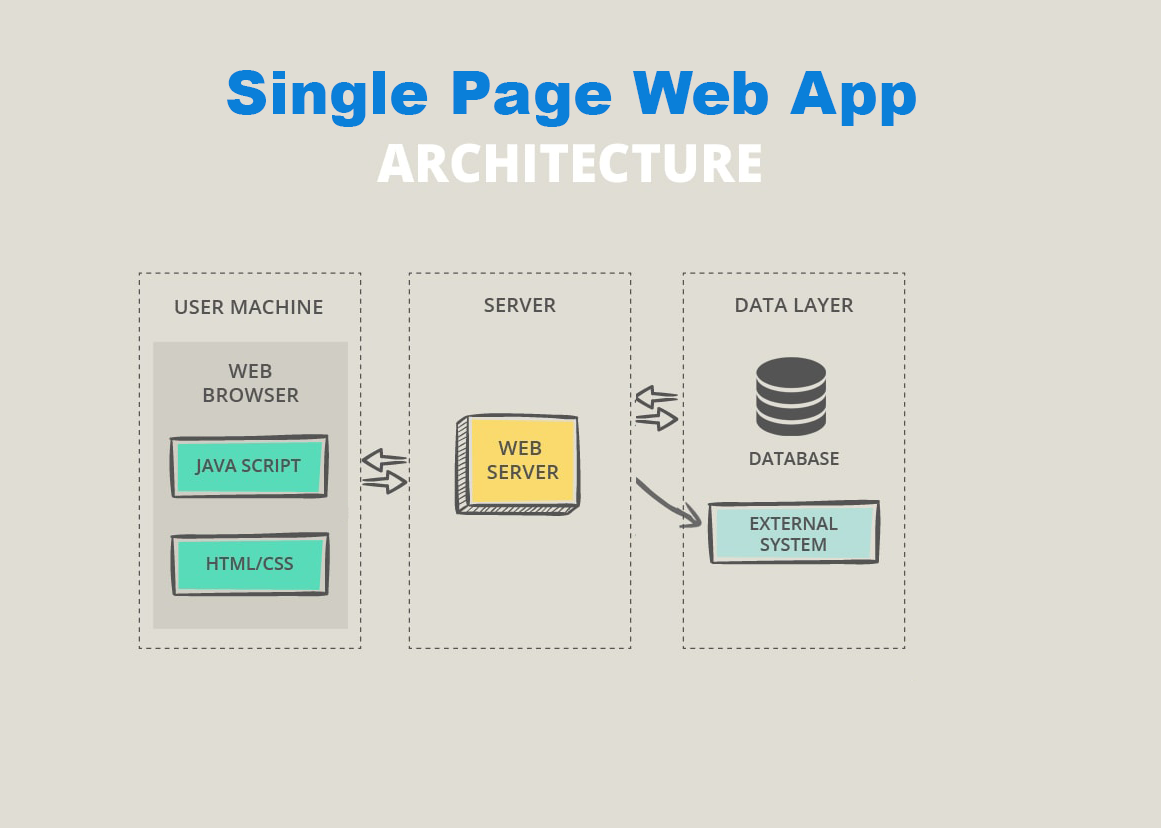 Single Page Web App
ARCHITECTURE
USER MACHINE
WEB
BROWSER
JAVA SCRIPT
HTML/CSS
SERVER
WEB
SERVER
DATA LAYER
DATABASE
EXTERNAL
SYSTEM